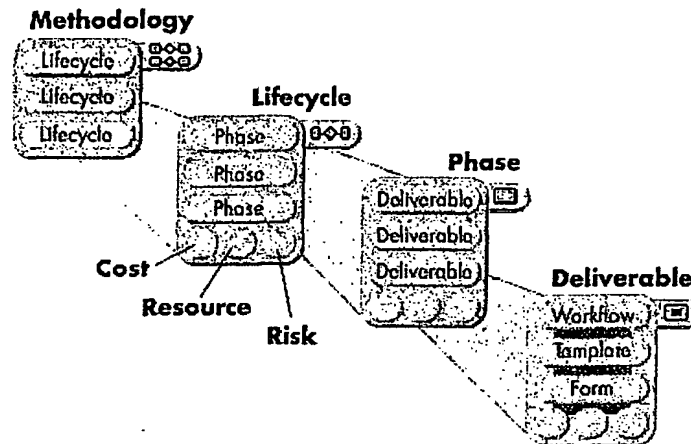 Methodology
Lifecycle
Lifecycle
Lifecycle
Lifecycle
Phase
Phase
Phase
Cost
Resource
Risk
Phase
Deliverable
Deliverable
Deliverable
Deliverable
Workflow
Template
Form